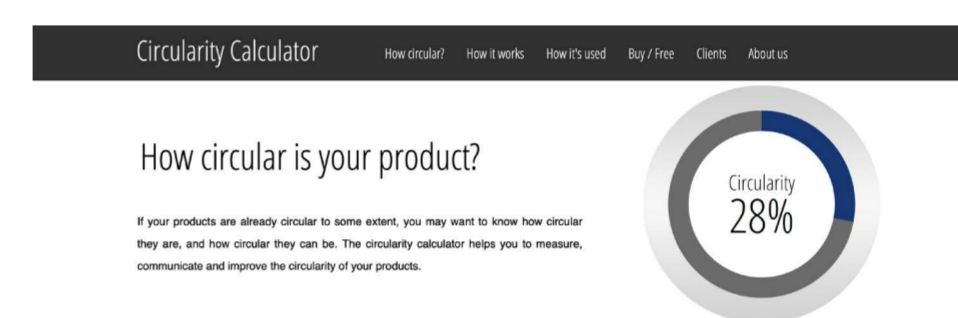 Circularity Calculator How circular? How it works How it's used Buy / Free Clients About us
How circular is your product?
If your products are already circular to some extent, you may want to know how circular
they are, and how circular they can be. The circularity calculator helps you to measure,
communicate and improve the circularity of your products.
Circularity
28%